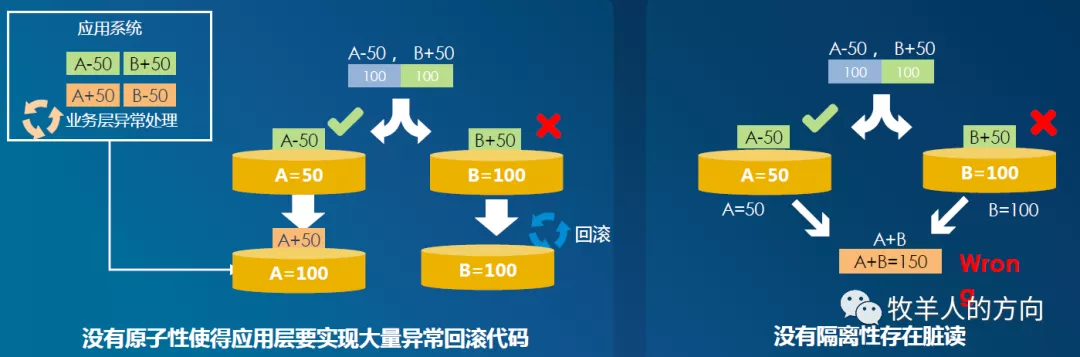 应用系统
A-50 B+50
A+50 B-50
业务层异常处理
A-50 ， B+50
100 100
A-50
B+50
A=50
B=100
A+50
回滚
A=100
B=100
没有原子性使得应用层要实现大量异常回滚代码
A-50 ， B+50
100 100
A-50
B+50
A=50
B=100
A=50
B=100
A+B
A+B=150
Wron
g
牧羊人的方向
没有隔离性存在脏读